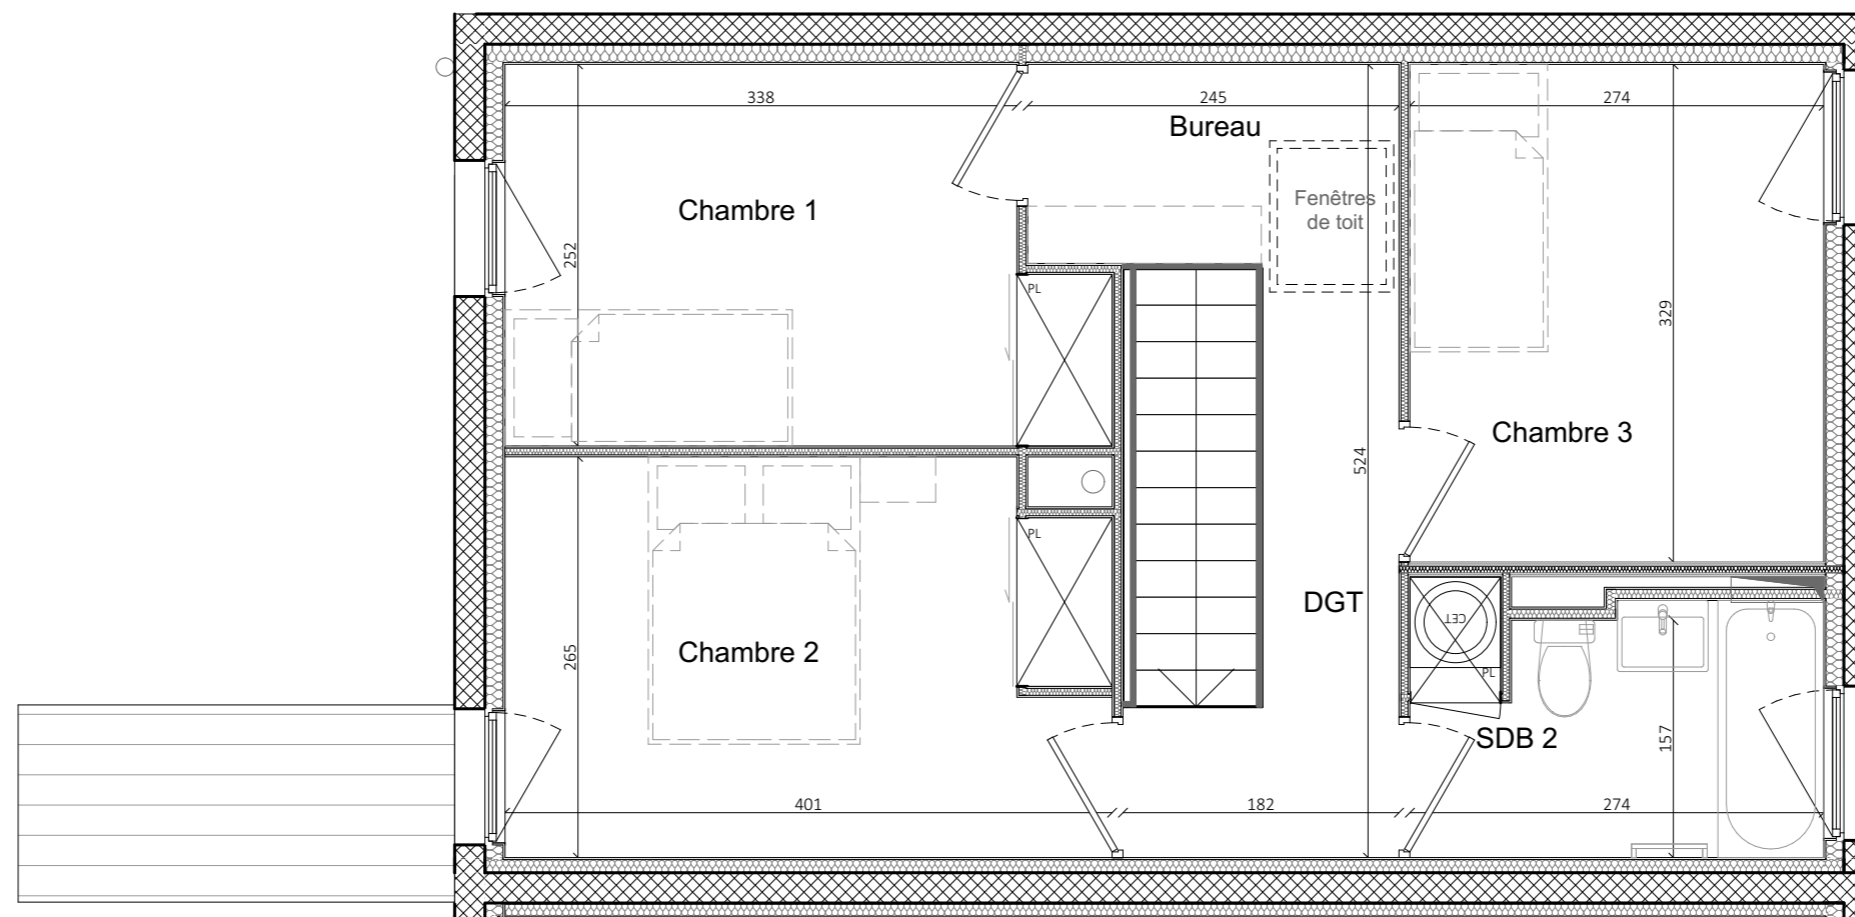 338
245
274
Bureau
Chambre 1
Fenêtres
de toit
252
PL
329
Chambre 3
524
PL
DGT
CET
Chambre 2
265
PL
SDB 2
157
401
182
274